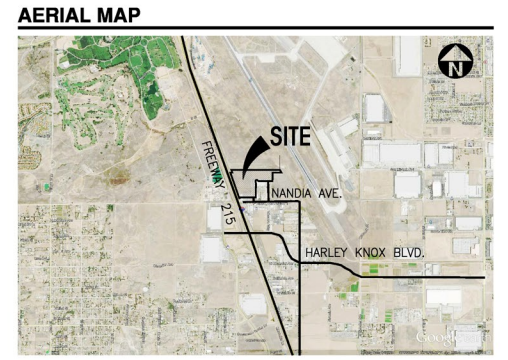 AERIAL MAP
N
SITE
FREEWAY - 215
NANDIA AVE.
HARLEY KNOX BLVD.
Google